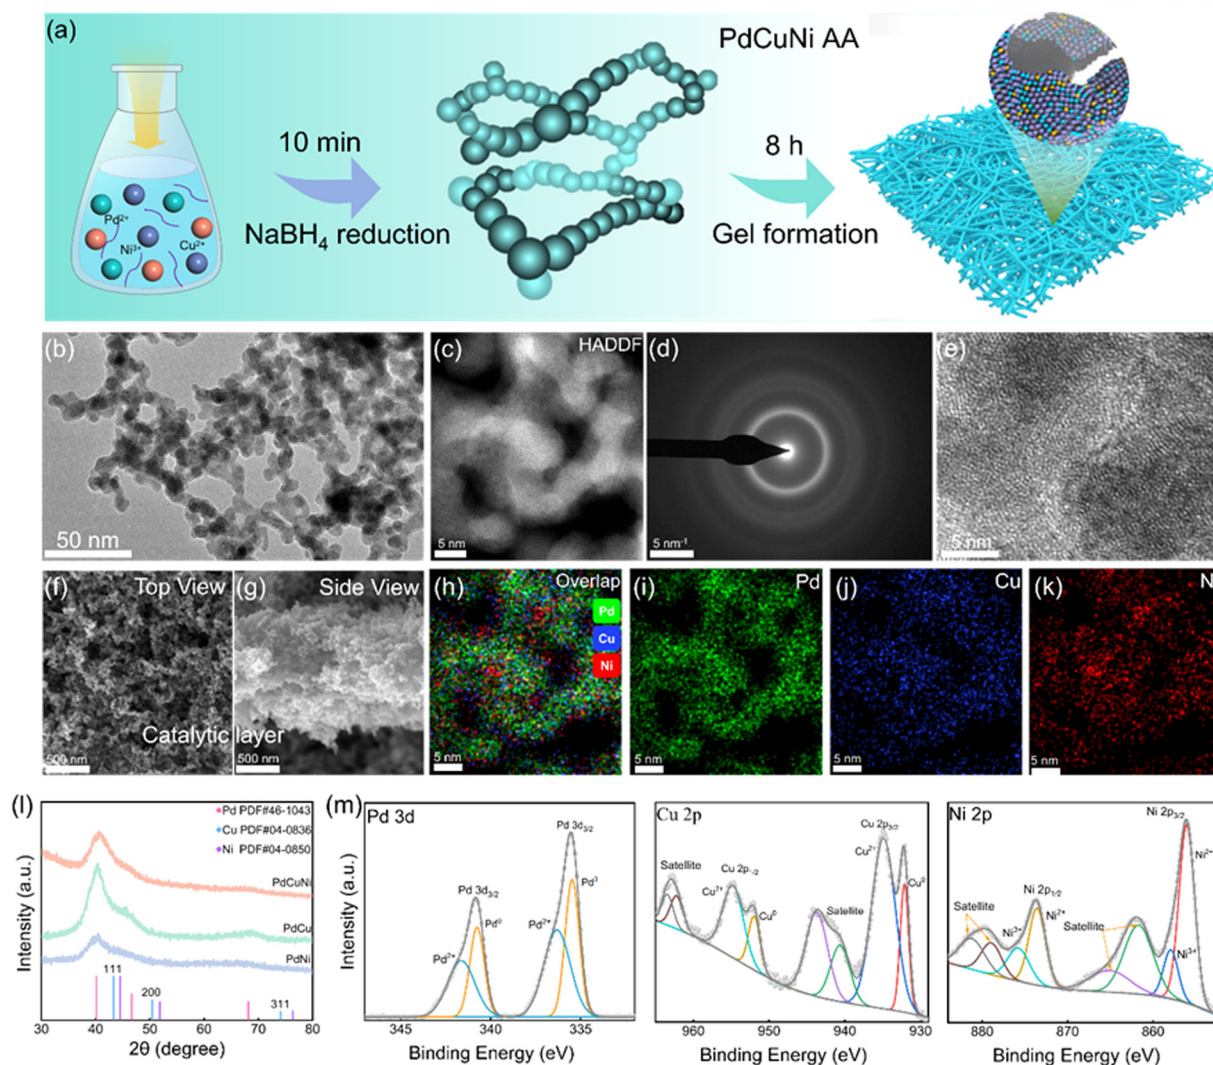 (a)
PdCuNi AA
10 min
NaBH4 reduction
8 h
Gel formation
Pd²⁺
Ni³⁺
Cu²⁺
(b)
50 nm
(c)
HADDF
5 nm
(d)
5 nm⁻¹
(e)
5 nm
(f)
Top View
500 nm
(g)
Side View
Catalytic layer
500 nm
(h)
Overlap
Pd
Cu
Ni
5 nm
(i)
Pd
5 nm
(j)
Cu
5 nm
(k)
N
5 nm
(l)
Pd PDF#46-1043
Cu PDF#04-0836
Ni PDF#04-0850
PdCuNi
PdCu
PdNi
111
200
311
30 40 50 60 70 80
2θ (degree)
Intensity (a.u.)
(m)
Pd 3d
Pd 3d5/2
Pd 3d3/2
Pd⁰
Pd²⁺
Pd²⁺
345 340 335
Binding Energy (eV)
Intensity (a.u.)
Cu 2p
Cu 2p3/2
Cu²⁺
Cu⁰
Satellite
Cu²⁺
Cu⁰
Satellite
960 950 940 930
Binding Energy (eV)
Ni 2p
Ni 2p3/2
Ni²⁺
Ni³⁺
Ni 2p1/2
Ni²⁺
Ni³⁺
Satellite
Satellite
880 870 860
Binding Energy (eV)